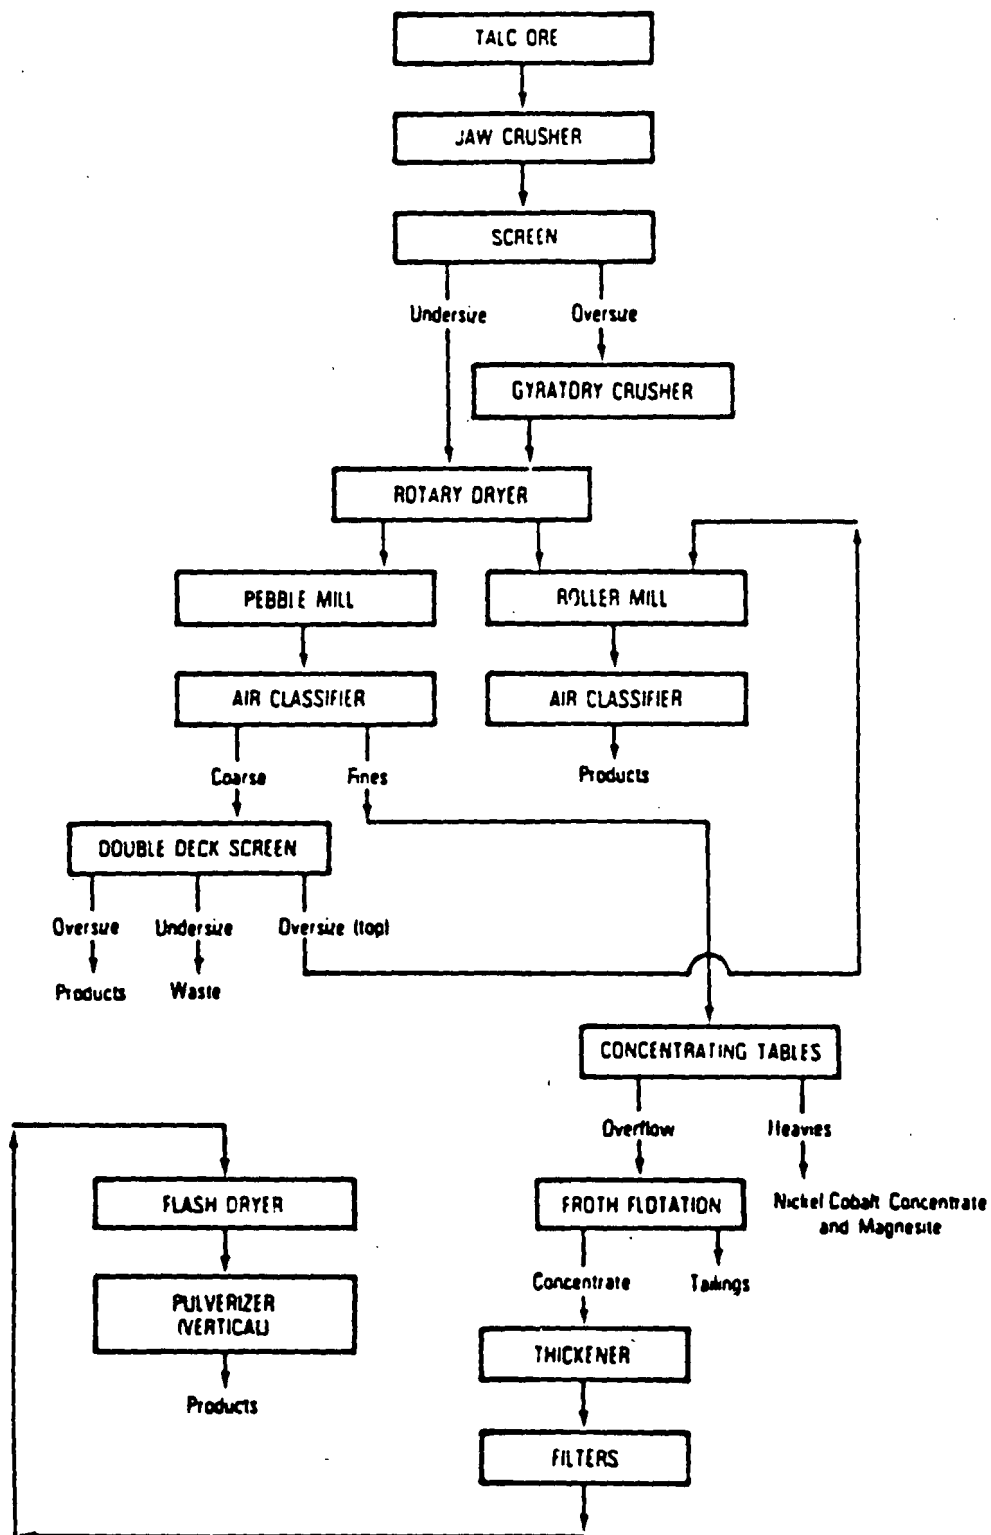 TALC ORE
JAW CRUSHER
SCREEN
Undersize
Oversize
GYRATORY CRUSHER
ROTARY DRYER
PEBBLE MILL
ROLLER MILL
AIR CLASSIFIER
AIR CLASSIFIER
Coarse
Fines
Products
DOUBLE DECK SCREEN
Oversize
Undersize
Oversize (top)
Products
Waste
CONCENTRATING TABLES
Overflow
Heavies
FLASH DRYER
FROTH FLOTATION
Nickel Cobalt Concentrate
and Magnesite
Concentrate
Tailings
PULVERIZER
(VERTICAL)
THICKENER
Products
FILTERS